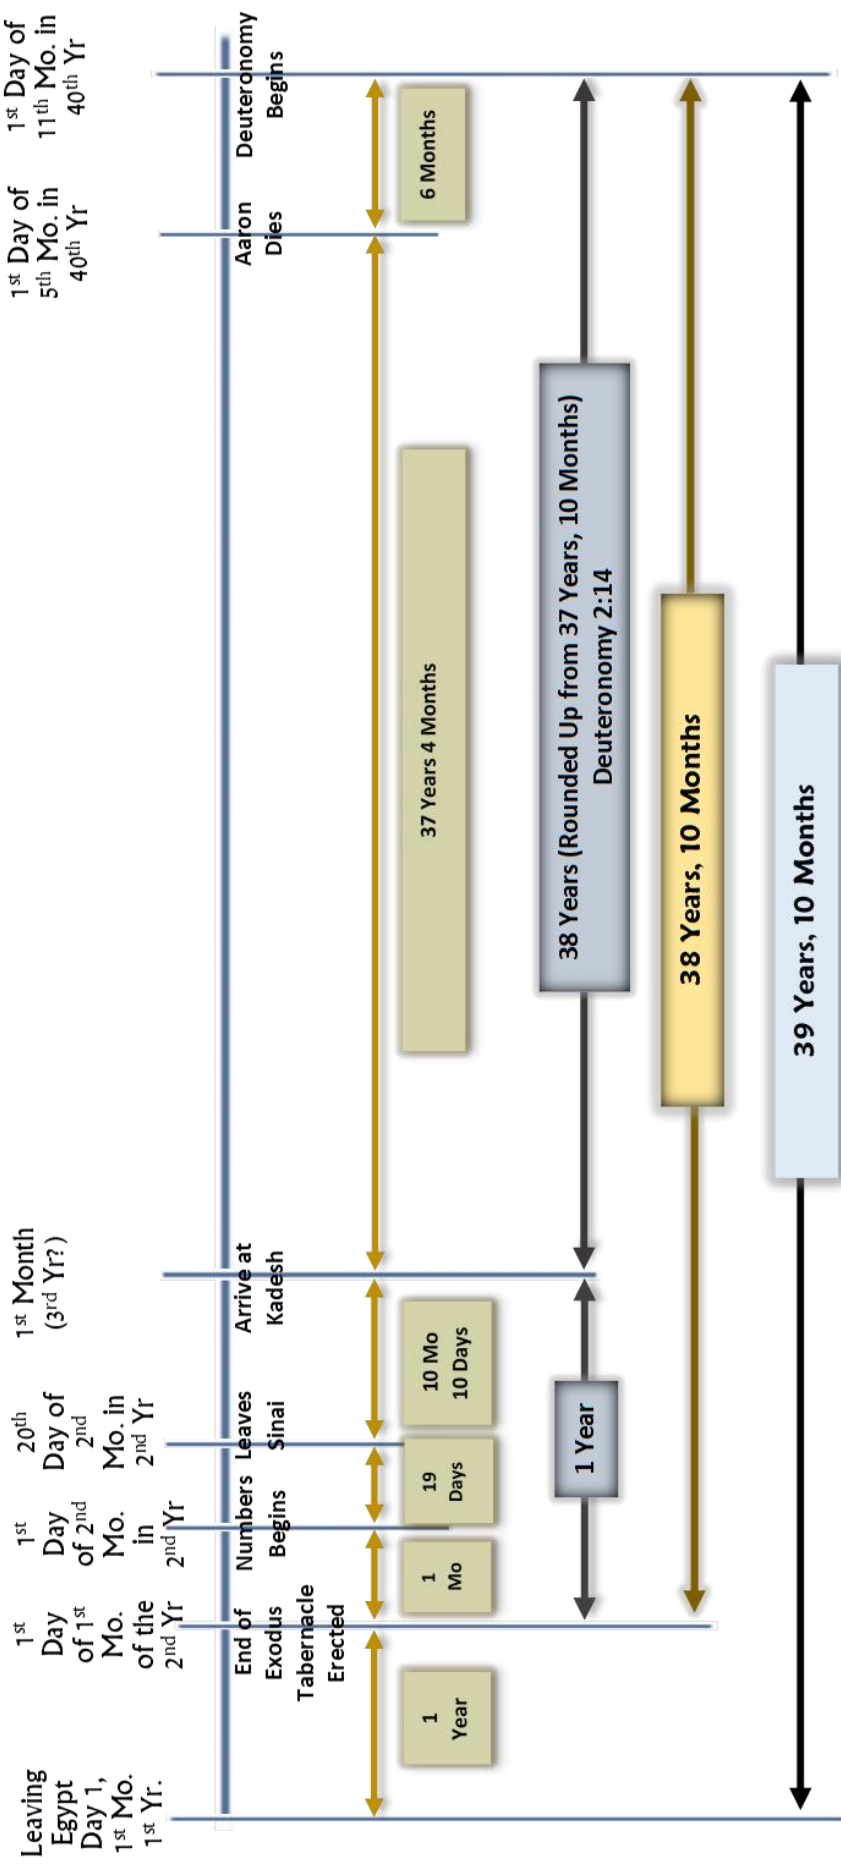 Leaving
Egypt
Day 1,
1st Mo.
1st Yr.
1st
Day
of 1st
Mo.
of the
2nd Yr
1st
Day
of 2nd
Mo.
in
2nd Yr
20th
Day of
2nd
Mo. in
2nd Yr
1st Month
(3rd Yr?)
1st Day of
5th Mo. in
40th Yr
1st Day of
11th Mo. in
40th Yr
End of
Exodus
Tabernacle
Erected
Numbers
Begins
Leaves
Sinai
Arrive at
Kadesh
Aaron
Dies
Deuteronomy
Begins
1
Year
1
Mo
19
Days
10 Mo
10 Days
37 Years 4 Months
6 Months
1 Year
38 Years (Rounded Up from 37 Years, 10 Months)
Deuteronomy 2:14
38 Years, 10 Months
39 Years, 10 Months